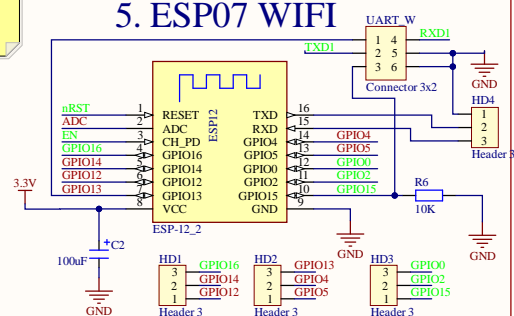 5. ESP07 WIFI
UART_W
1 4 RXD1
TXD1 2 5
3 6
Connector 3x2
GND
HD4
1
2
3
Header 3
ESP12
nRST 1 RESET TXD 16
ADC 2 ADC RXD 15
EN 3 CH_PD GPIO4 14 GPIO4
GPIO16 4 GPIO16 GPIO5 13 GPIO5
GPIO14 5 GPIO14 GPIO0 12 GPIO0
GPIO12 6 GPIO12 GPIO2 11 GPIO2
GPIO13 7 GPIO13 GPIO15 10 GPIO15
8 VCC GND 9
3.3V
ESP-12_2
R6
10K
GND
GND
C2
+
100uF
GND
HD1
3 GPIO16
2 GPIO14
1 GPIO12
Header 3
HD2
3 GPIO13
2 GPIO4
1 GPIO5
Header 3
HD3
3 GPIO0
2 GPIO2
1 GPIO15
Header 3